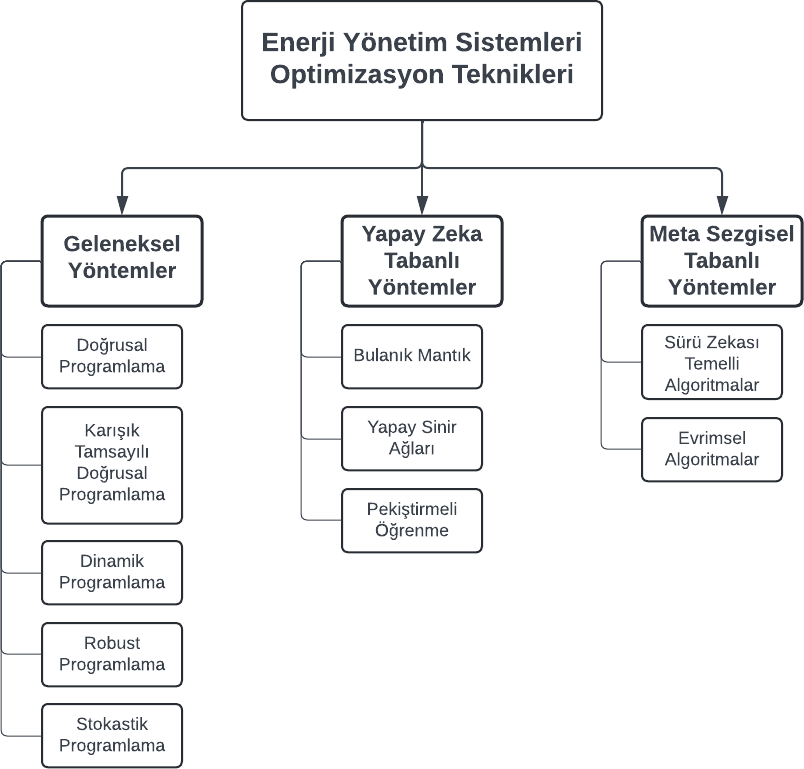 Enerji Yönetim Sistemleri
Optimizasyon Teknikleri
Geleneksel
Yöntemler
Doğrusal
Programlama
Karışık
Tamsayılı
Doğrusal
Programlama
Dinamik
Programlama
Robust
Programlama
Stokastik
Programlama
Yapay Zeka
Tabanlı
Yöntemler
Bulanık Mantık
Yapay Sinir
Ağları
Pekiştirmeli
Öğrenme
Meta Sezgisel
Tabanlı
Yöntemler
Sürü Zekası
Temelli
Algoritmalar
Evrimsel
Algoritmalar